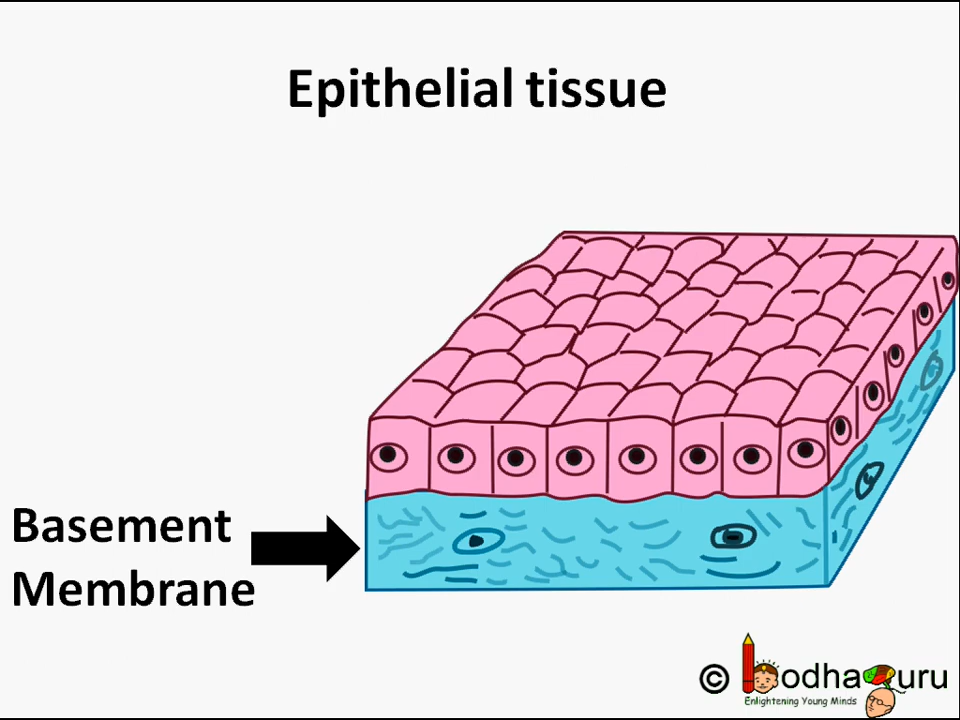 Epithelial tissue
Basement
Membrane
© bodhaguru
Enlightening Young Minds